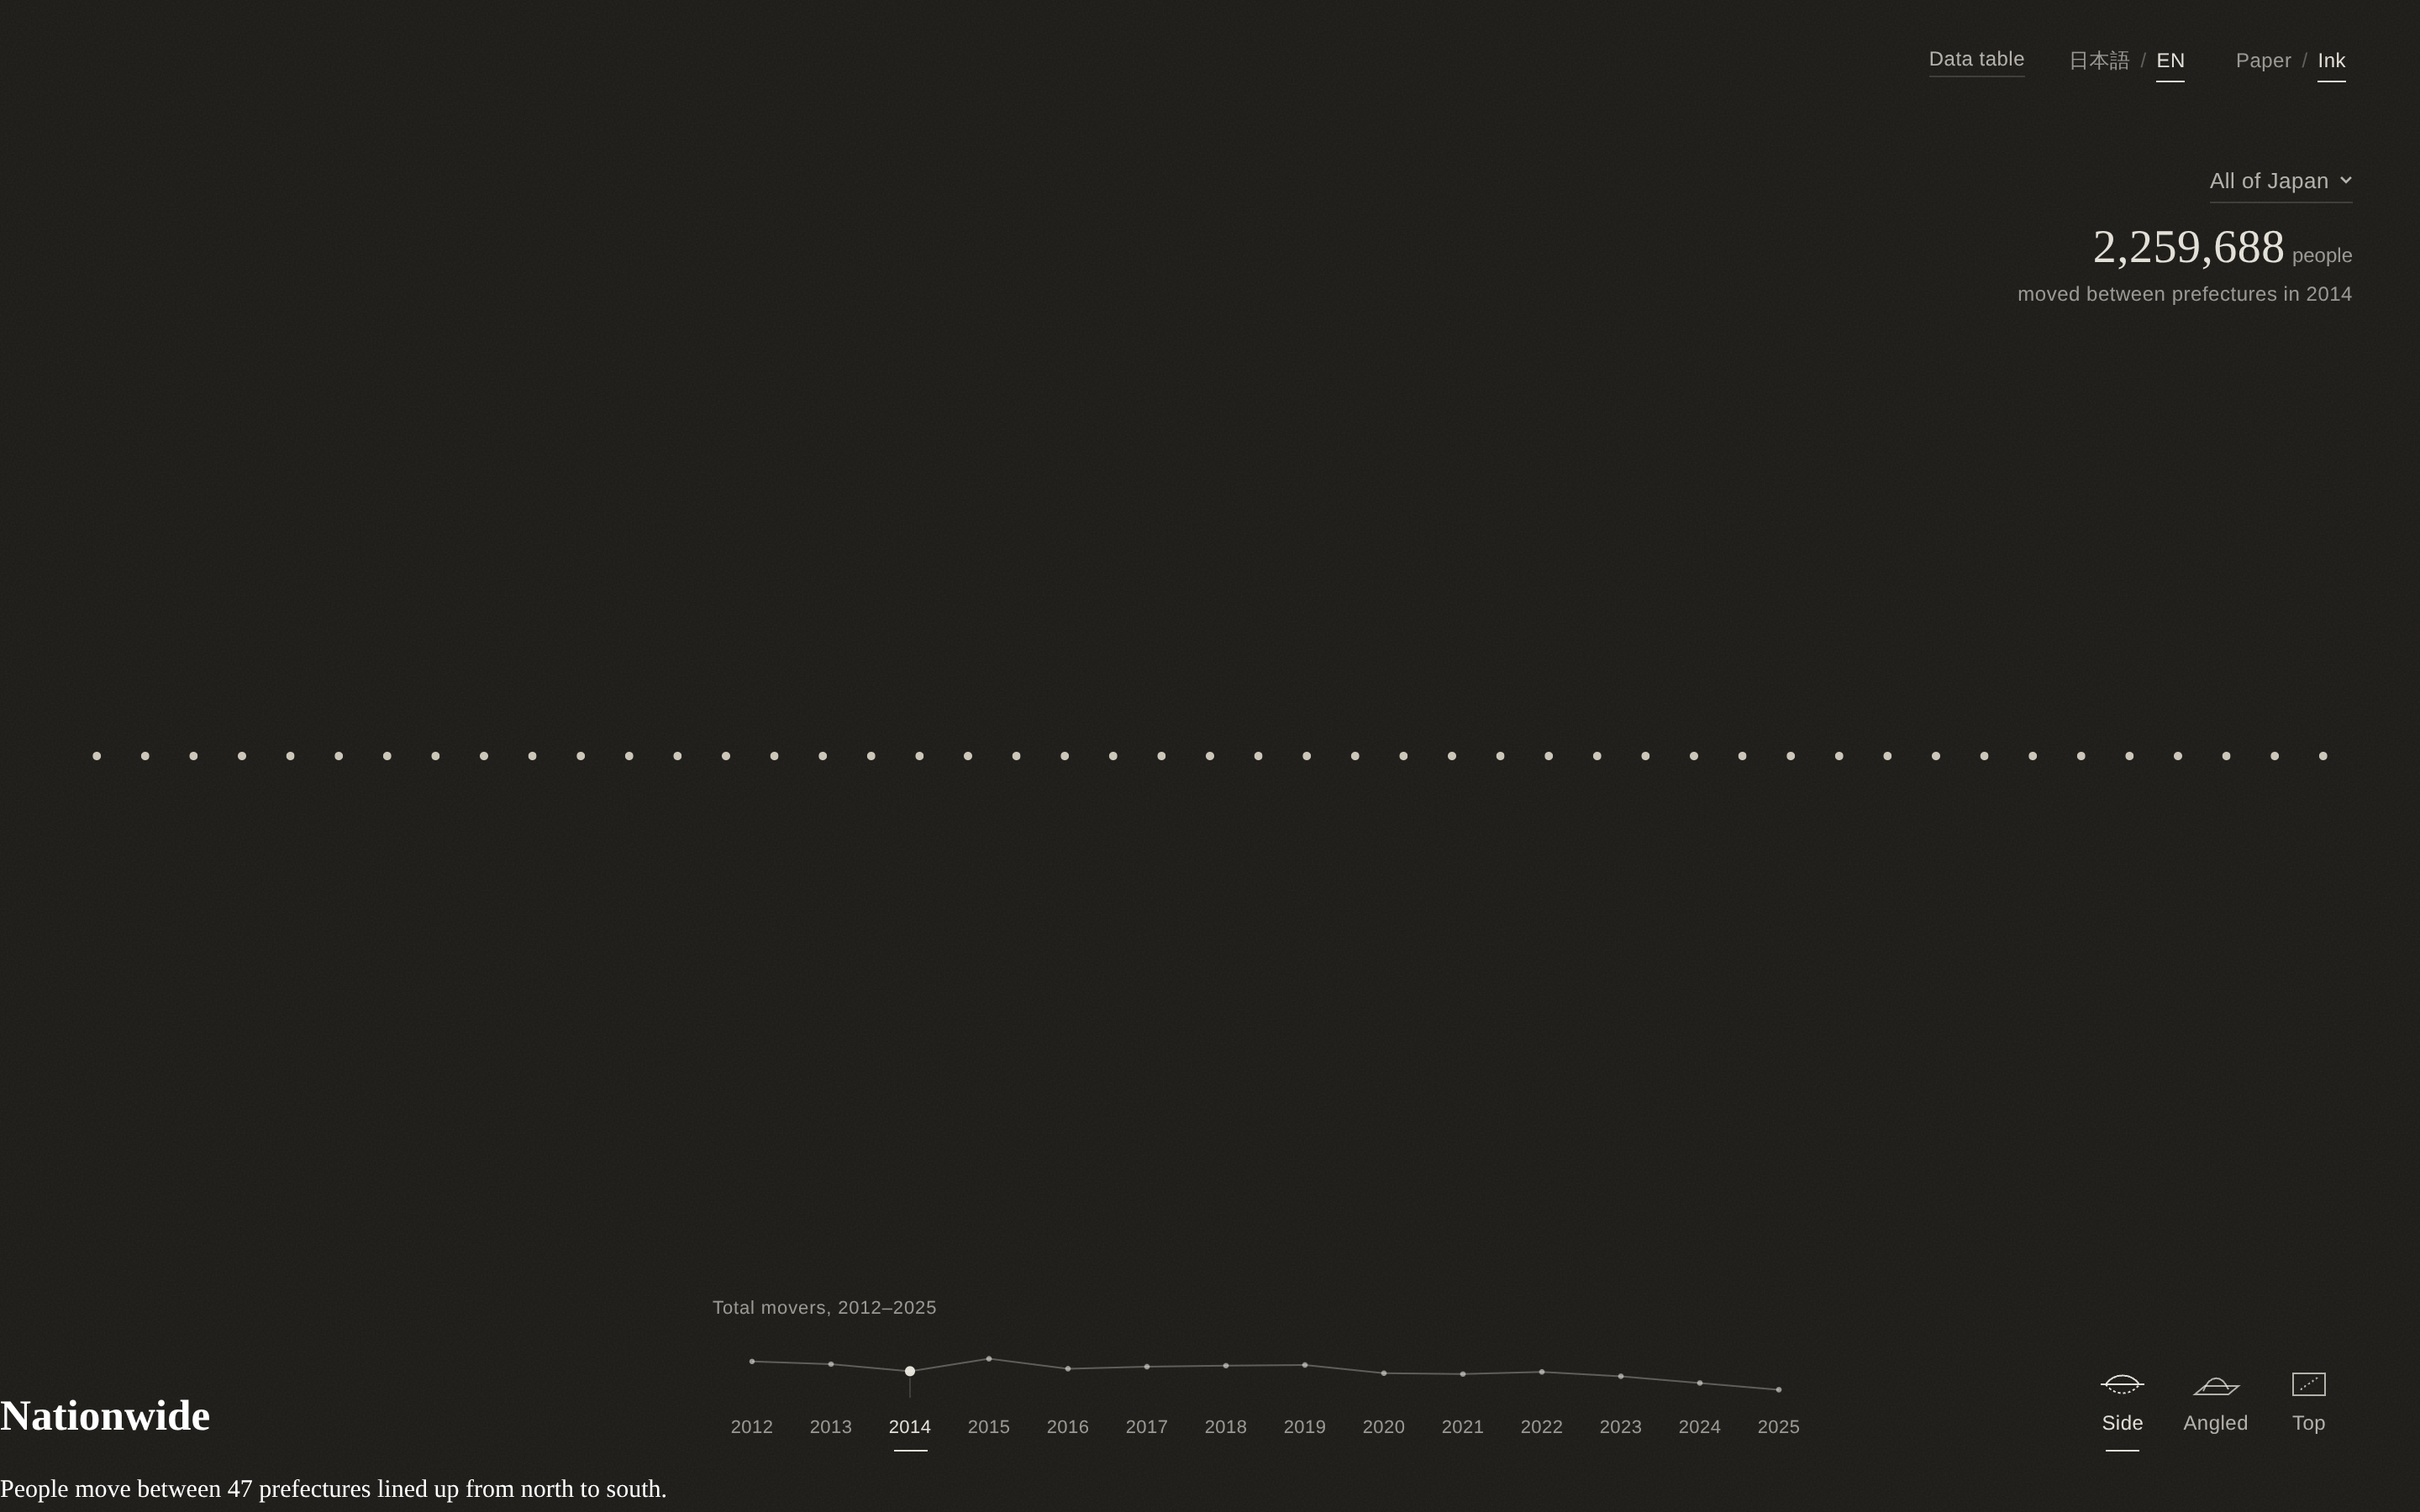 Data table
日本語 / EN
Paper / Ink
All of Japan
2,259,688 people
moved between prefectures in 2014
Total movers, 2012–2025
2012 2013 2014 2015 2016 2017 2018 2019 2020 2021 2022 2023 2024 2025
Side Angled Top
Nationwide
People move between 47 prefectures lined up from north to south.